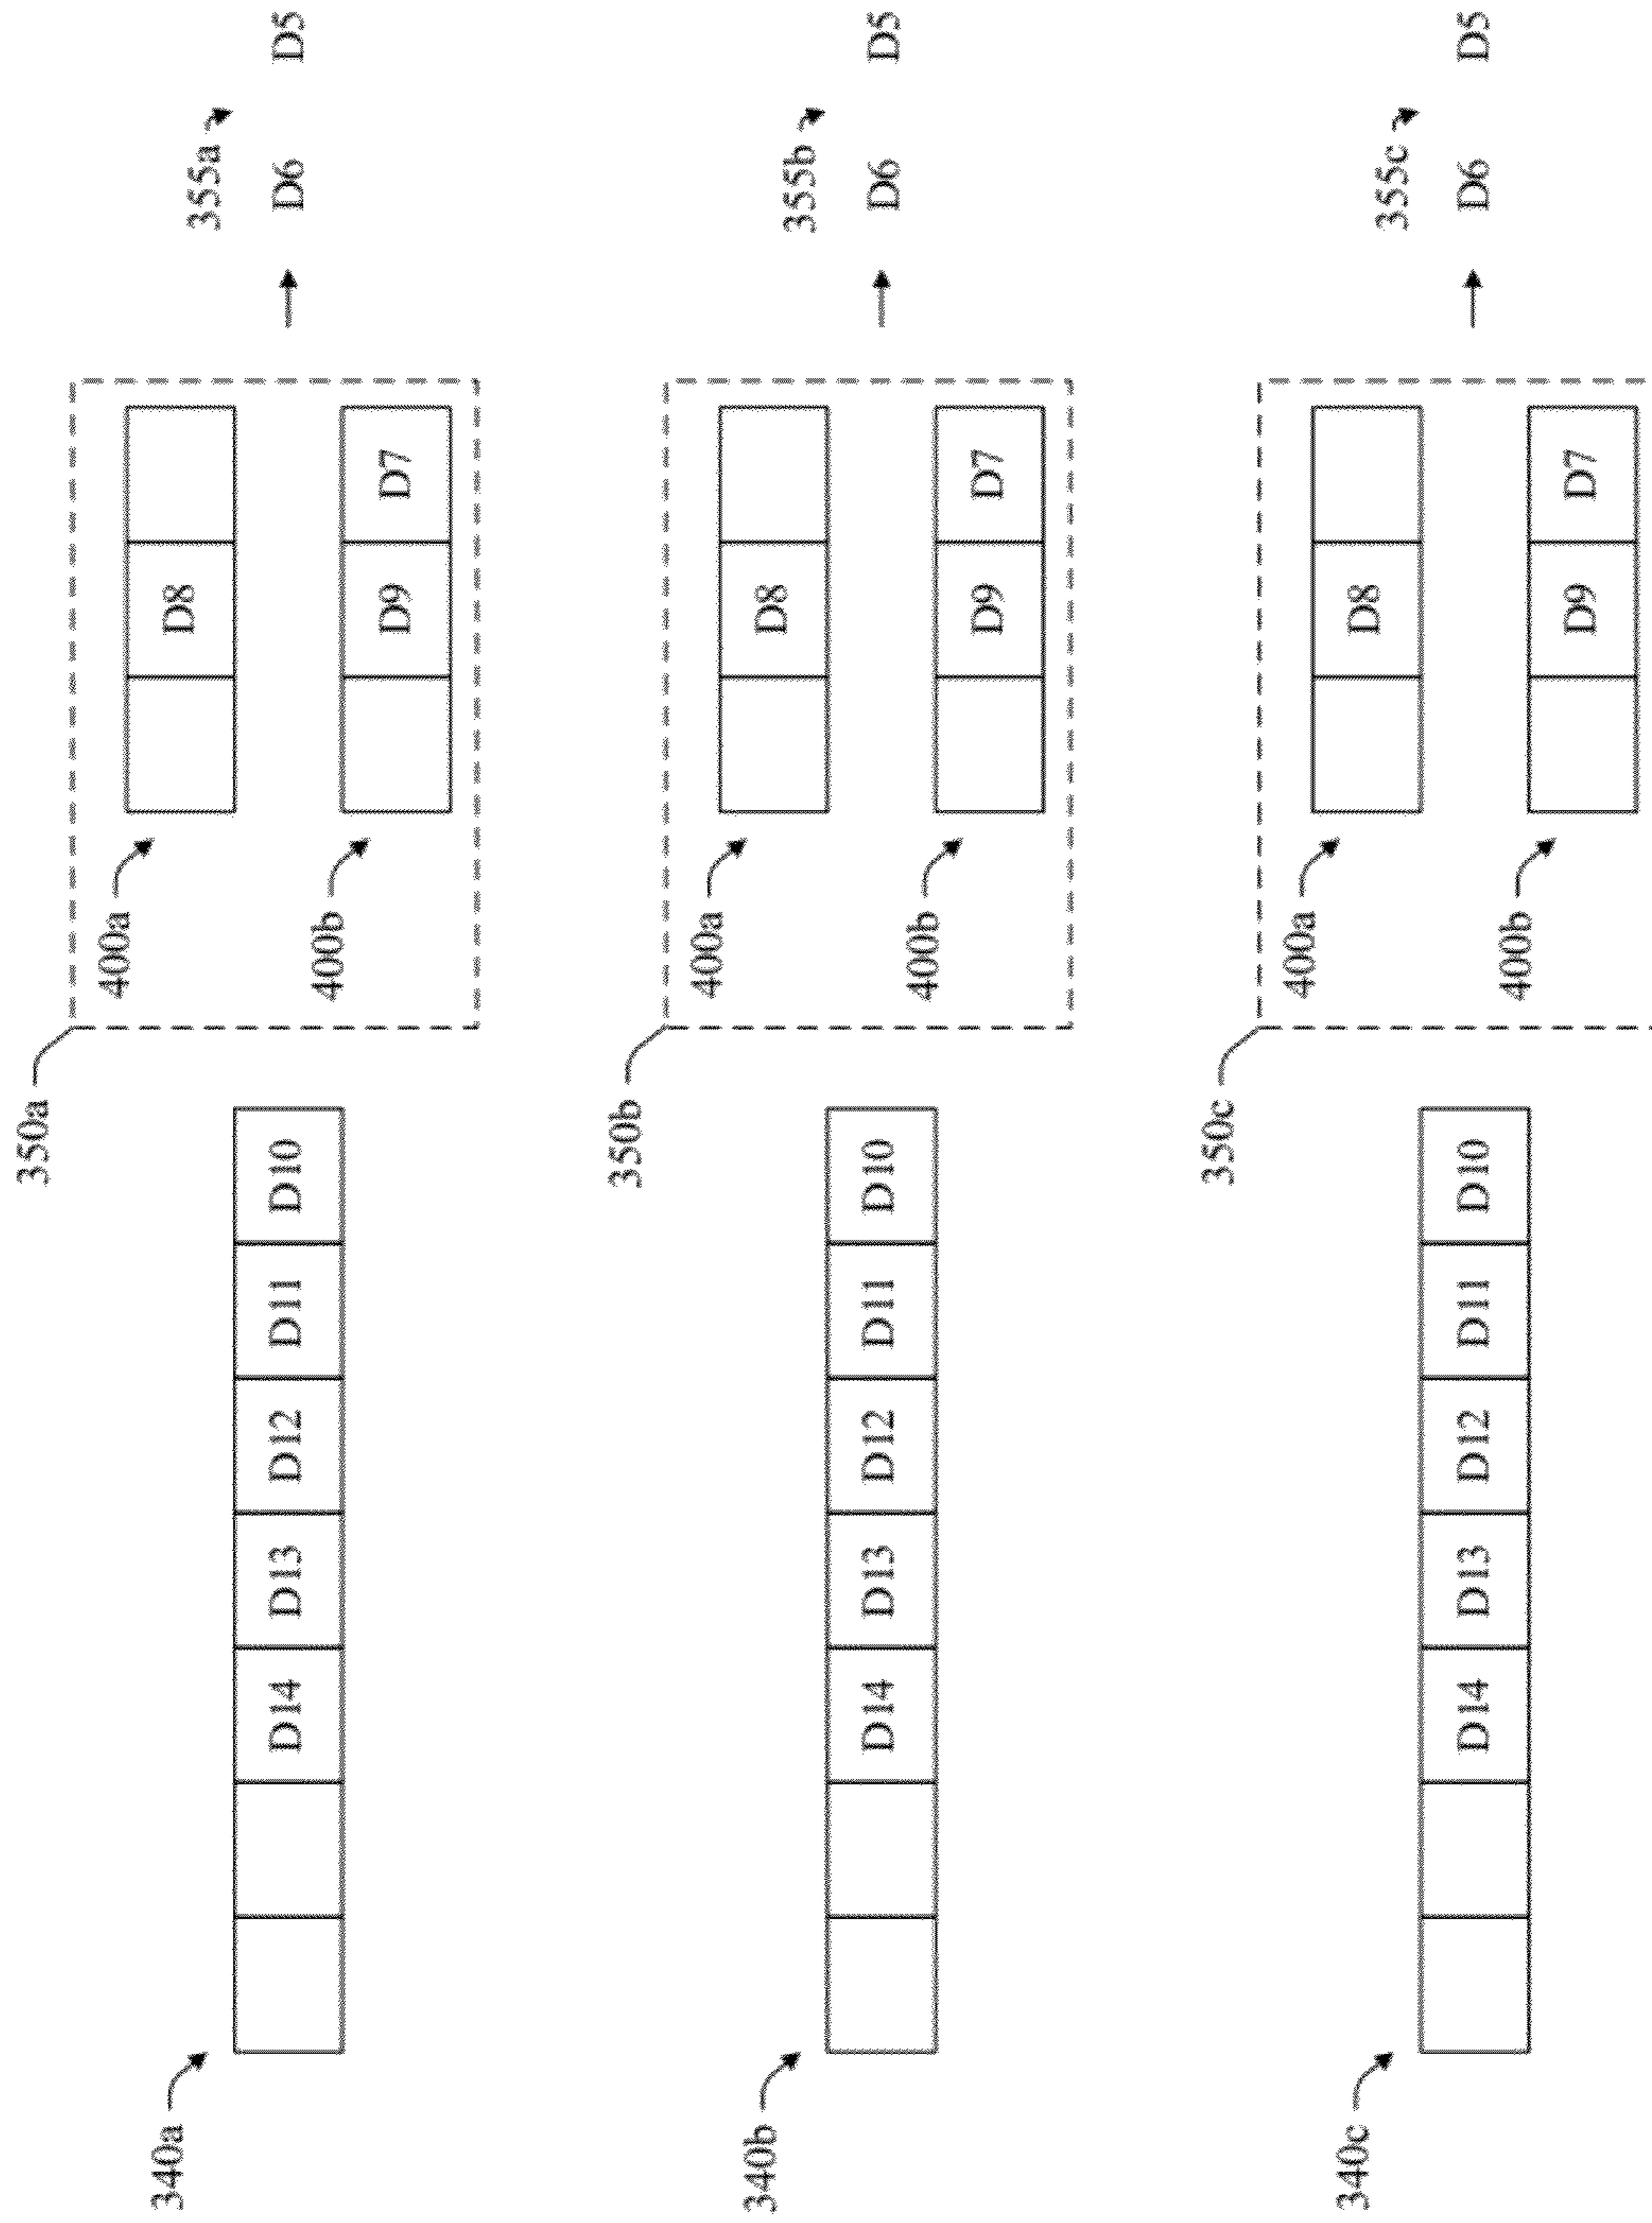 350a
400a
340a D8 355a
D14 D13 D12 D11 D10 D6 D5
400b
D9 D7
350b
400a
340b D8 355b
D14 D13 D12 D11 D10 D6 D5
400b
D9 D7
350c
400a
340c D8 355c
D14 D13 D12 D11 D10 D6 D5
400b
D9 D7